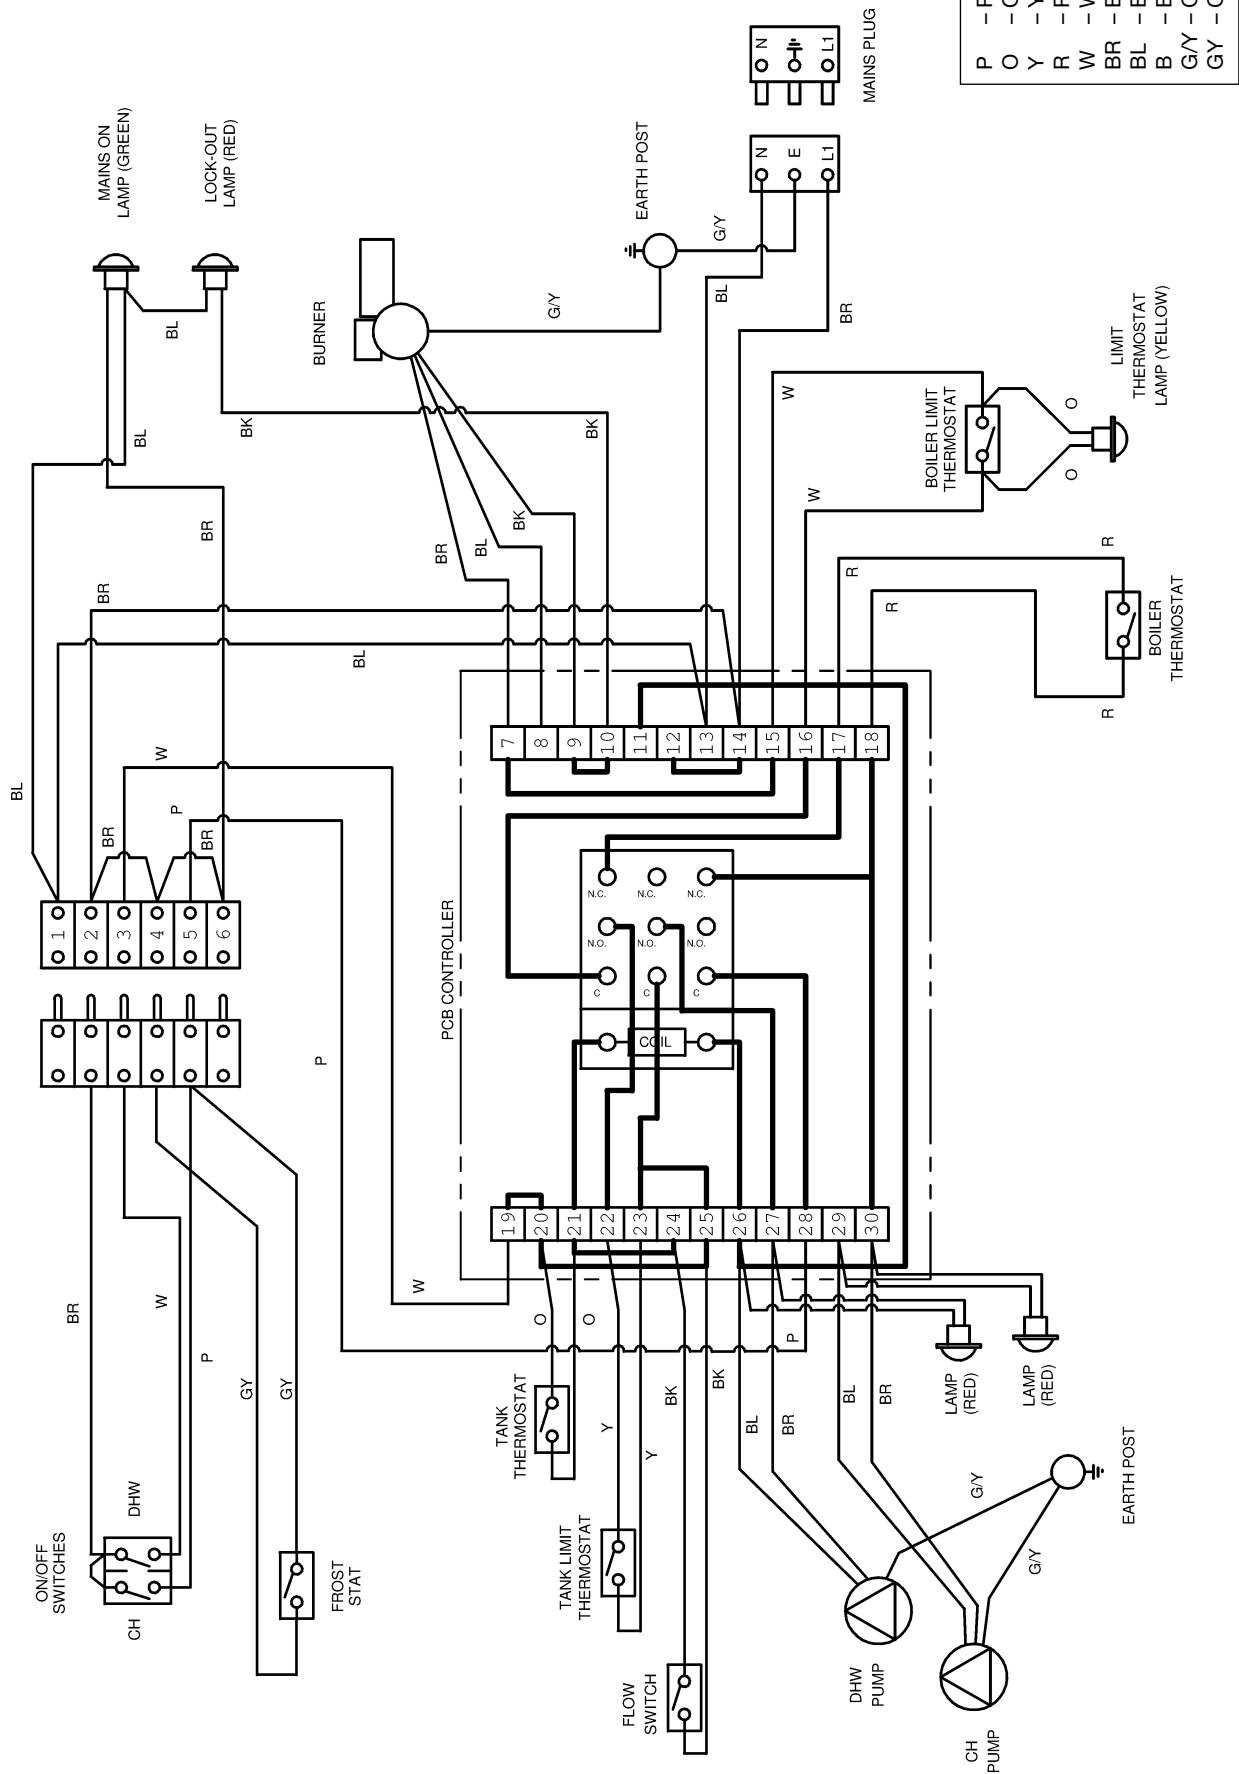 MAINS ON
LAMP (GREEN)
LOCK-OUT
LAMP (RED)
BL
BL
BK
BR
BL
BURNER
G/Y
EARTH POST
G/Y
N
L1
MAINS PLUG
N
E
L1
BL
BR
P –
O –
Y –
R –
W –
BR –
BL –
B –
G/Y –
GY –
BR
BL
BK
BK
W
W
BOILER LIMIT
THERMOSTAT
LIMIT
THERMOSTAT
LAMP (YELLOW)
O
O
R
R
R
R
BOILER
THERMOSTAT
BR
BL
W
P
BR
BR
1
2
3
4
5
6
PCB CONTROLLER
7
8
9
10
11
12
13
14
15
16
17
18
N.C.
N.C.
N.C.
N.O.
N.O.
N.O.
C
C
C
COIL
19
20
21
22
23
24
25
26
27
28
29
30
P
BR
W
P
GY
GY
W
O
O
Y
Y
BK
BK
P
BL
BR
BL
BR
ON/OFF
SWITCHES
DHW
CH
FROST
STAT
TANK
THERMOSTAT
TANK LIMIT
THERMOSTAT
FLOW
SWITCH
LAMP
(RED)
LAMP
(RED)
DHW
PUMP
CH
PUMP
G/Y
G/Y
EARTH POST